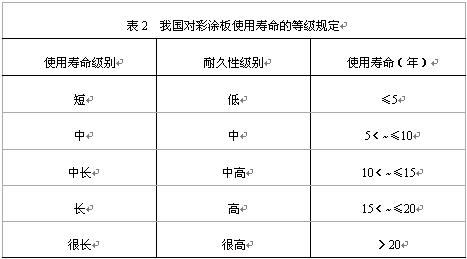 表 2 我国对彩涂板使用寿命的等级规定
使用寿命级别 耐久性级别 使用寿命（年）
短 低 ≤5
中 中 5＜~≤10
中长 中高 10＜~≤15
长 高 15＜~≤20
很长 很高 ＞20